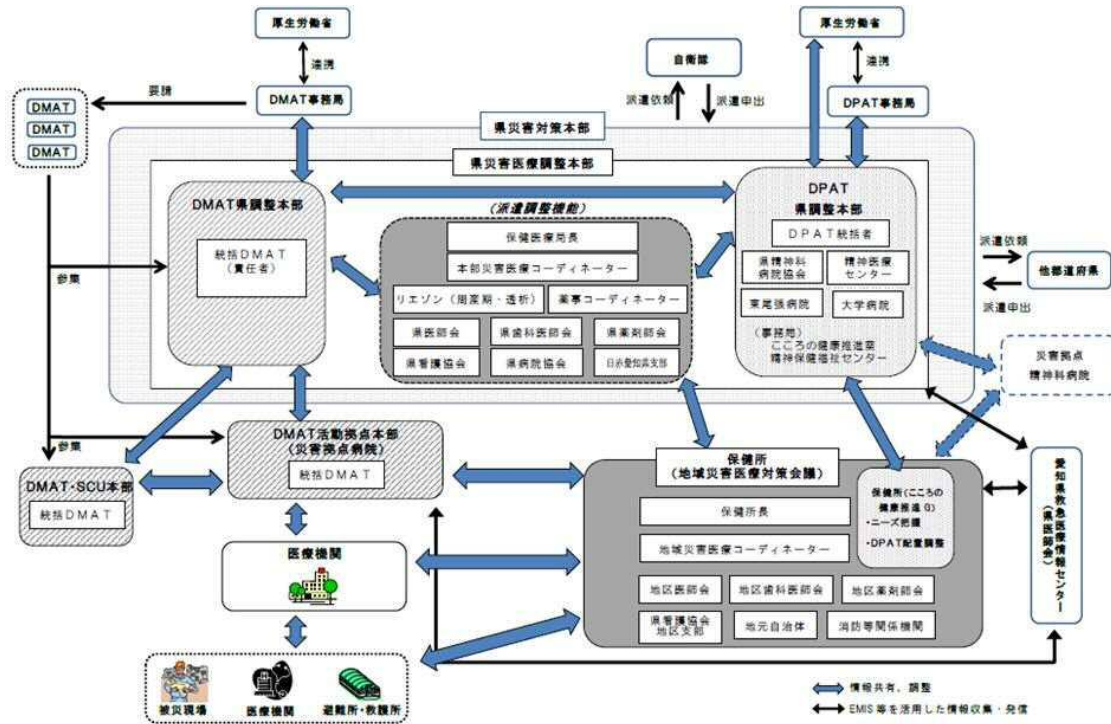 厚生労働省
厚生労働省
連携
自衛隊
連携
要請
DMAT事務局
派遣依頼
派遣申出
DPAT事務局
DMAT
DMAT
DMAT
県災害対策本部
県災害医療調整本部
DMAT県調整本部
統括DMAT
(責任者)
(派遣調整機能)
保健医療局長
本部災害医療コーディネーター
リエゾン(周産期・透析)
薬事コーディネーター
県医師会
県歯科医師会
県薬剤師会
県看護協会
県病院協会
日赤愛知県支部
DPAT
県調整本部
DPAT統括者
県精神科
病院協会
精神医療
センター
東尾張病院
大学病院
(事務局)
こころの健康推進室
精神保健福祉センター
派遣依頼
他都道府県
派遣申出
参集
災害拠点
精神科病院
参集
DMAT活動拠点本部
(災害拠点病院)
統括DMAT
DMAT・SCU本部
統括DMAT
保健所
(地域災害医療対策会議)
保健所長
地域災害医療コーディネーター
地区医師会
地区歯科医師会
地区薬剤師会
県看護協会
地区支部
地元自治体
消防等関係機関
保健所(こころの
健康推進G)
・ニーズ把握
・DPAT配置調整
愛知県救急医療情報センター
(県医師会)
医療機関
被災現場
医療機関
避難所・救護所
情報共有、調整
EMIS等を活用した情報収集・発信